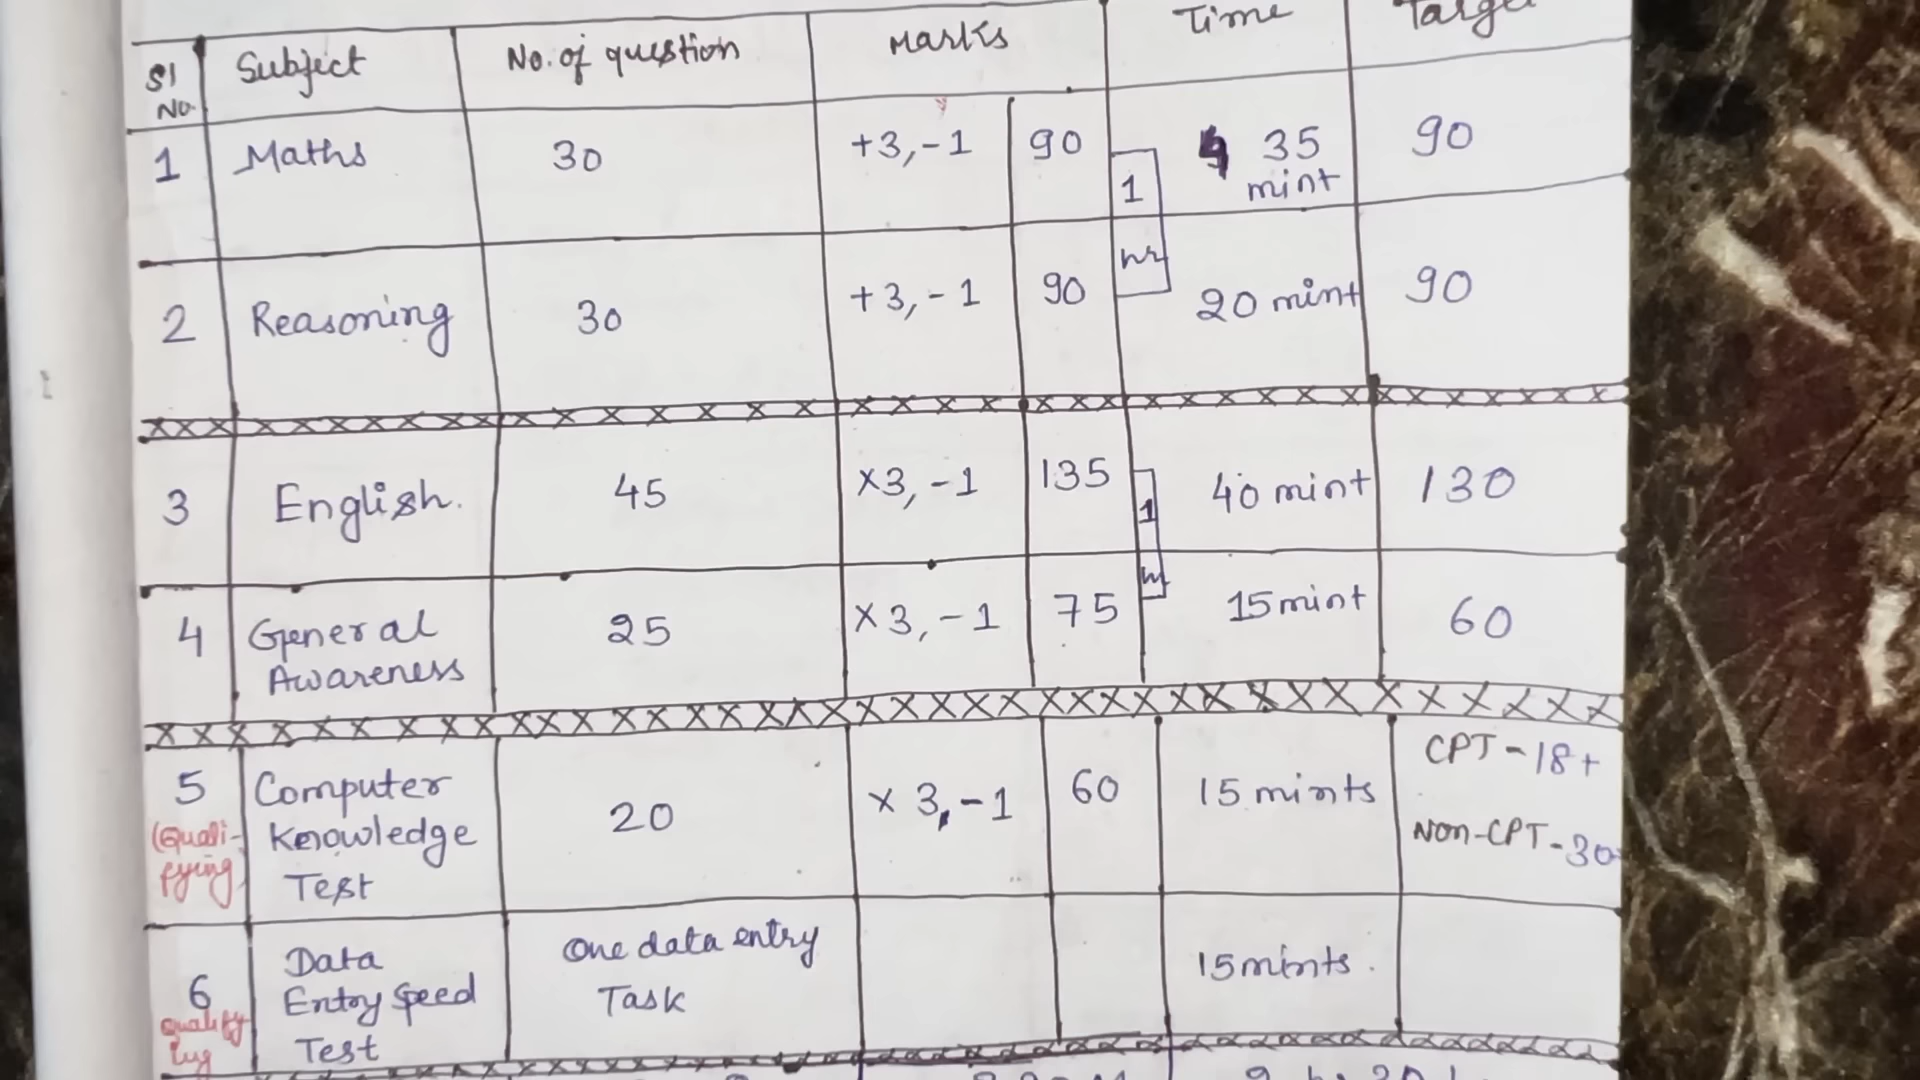 Sl No. Subject No. of question Marks Time Target
1 Maths 30 +3,-1 90 1 hr 35 mint 90
2 Reasoning 30 +3,-1 90 20 mint 90
3 English. 45 ×3,-1 135 1 hr 40 mint 130
4 General Awareness 25 ×3,-1 75 15 mint 60
5 (Qualifying) Computer Knowledge Test 20 × 3,-1 60 15 mints CPT-18+ Non-CPT-30
6 Qualifying Data Entry Speed Test One data entry Task 15 mints.